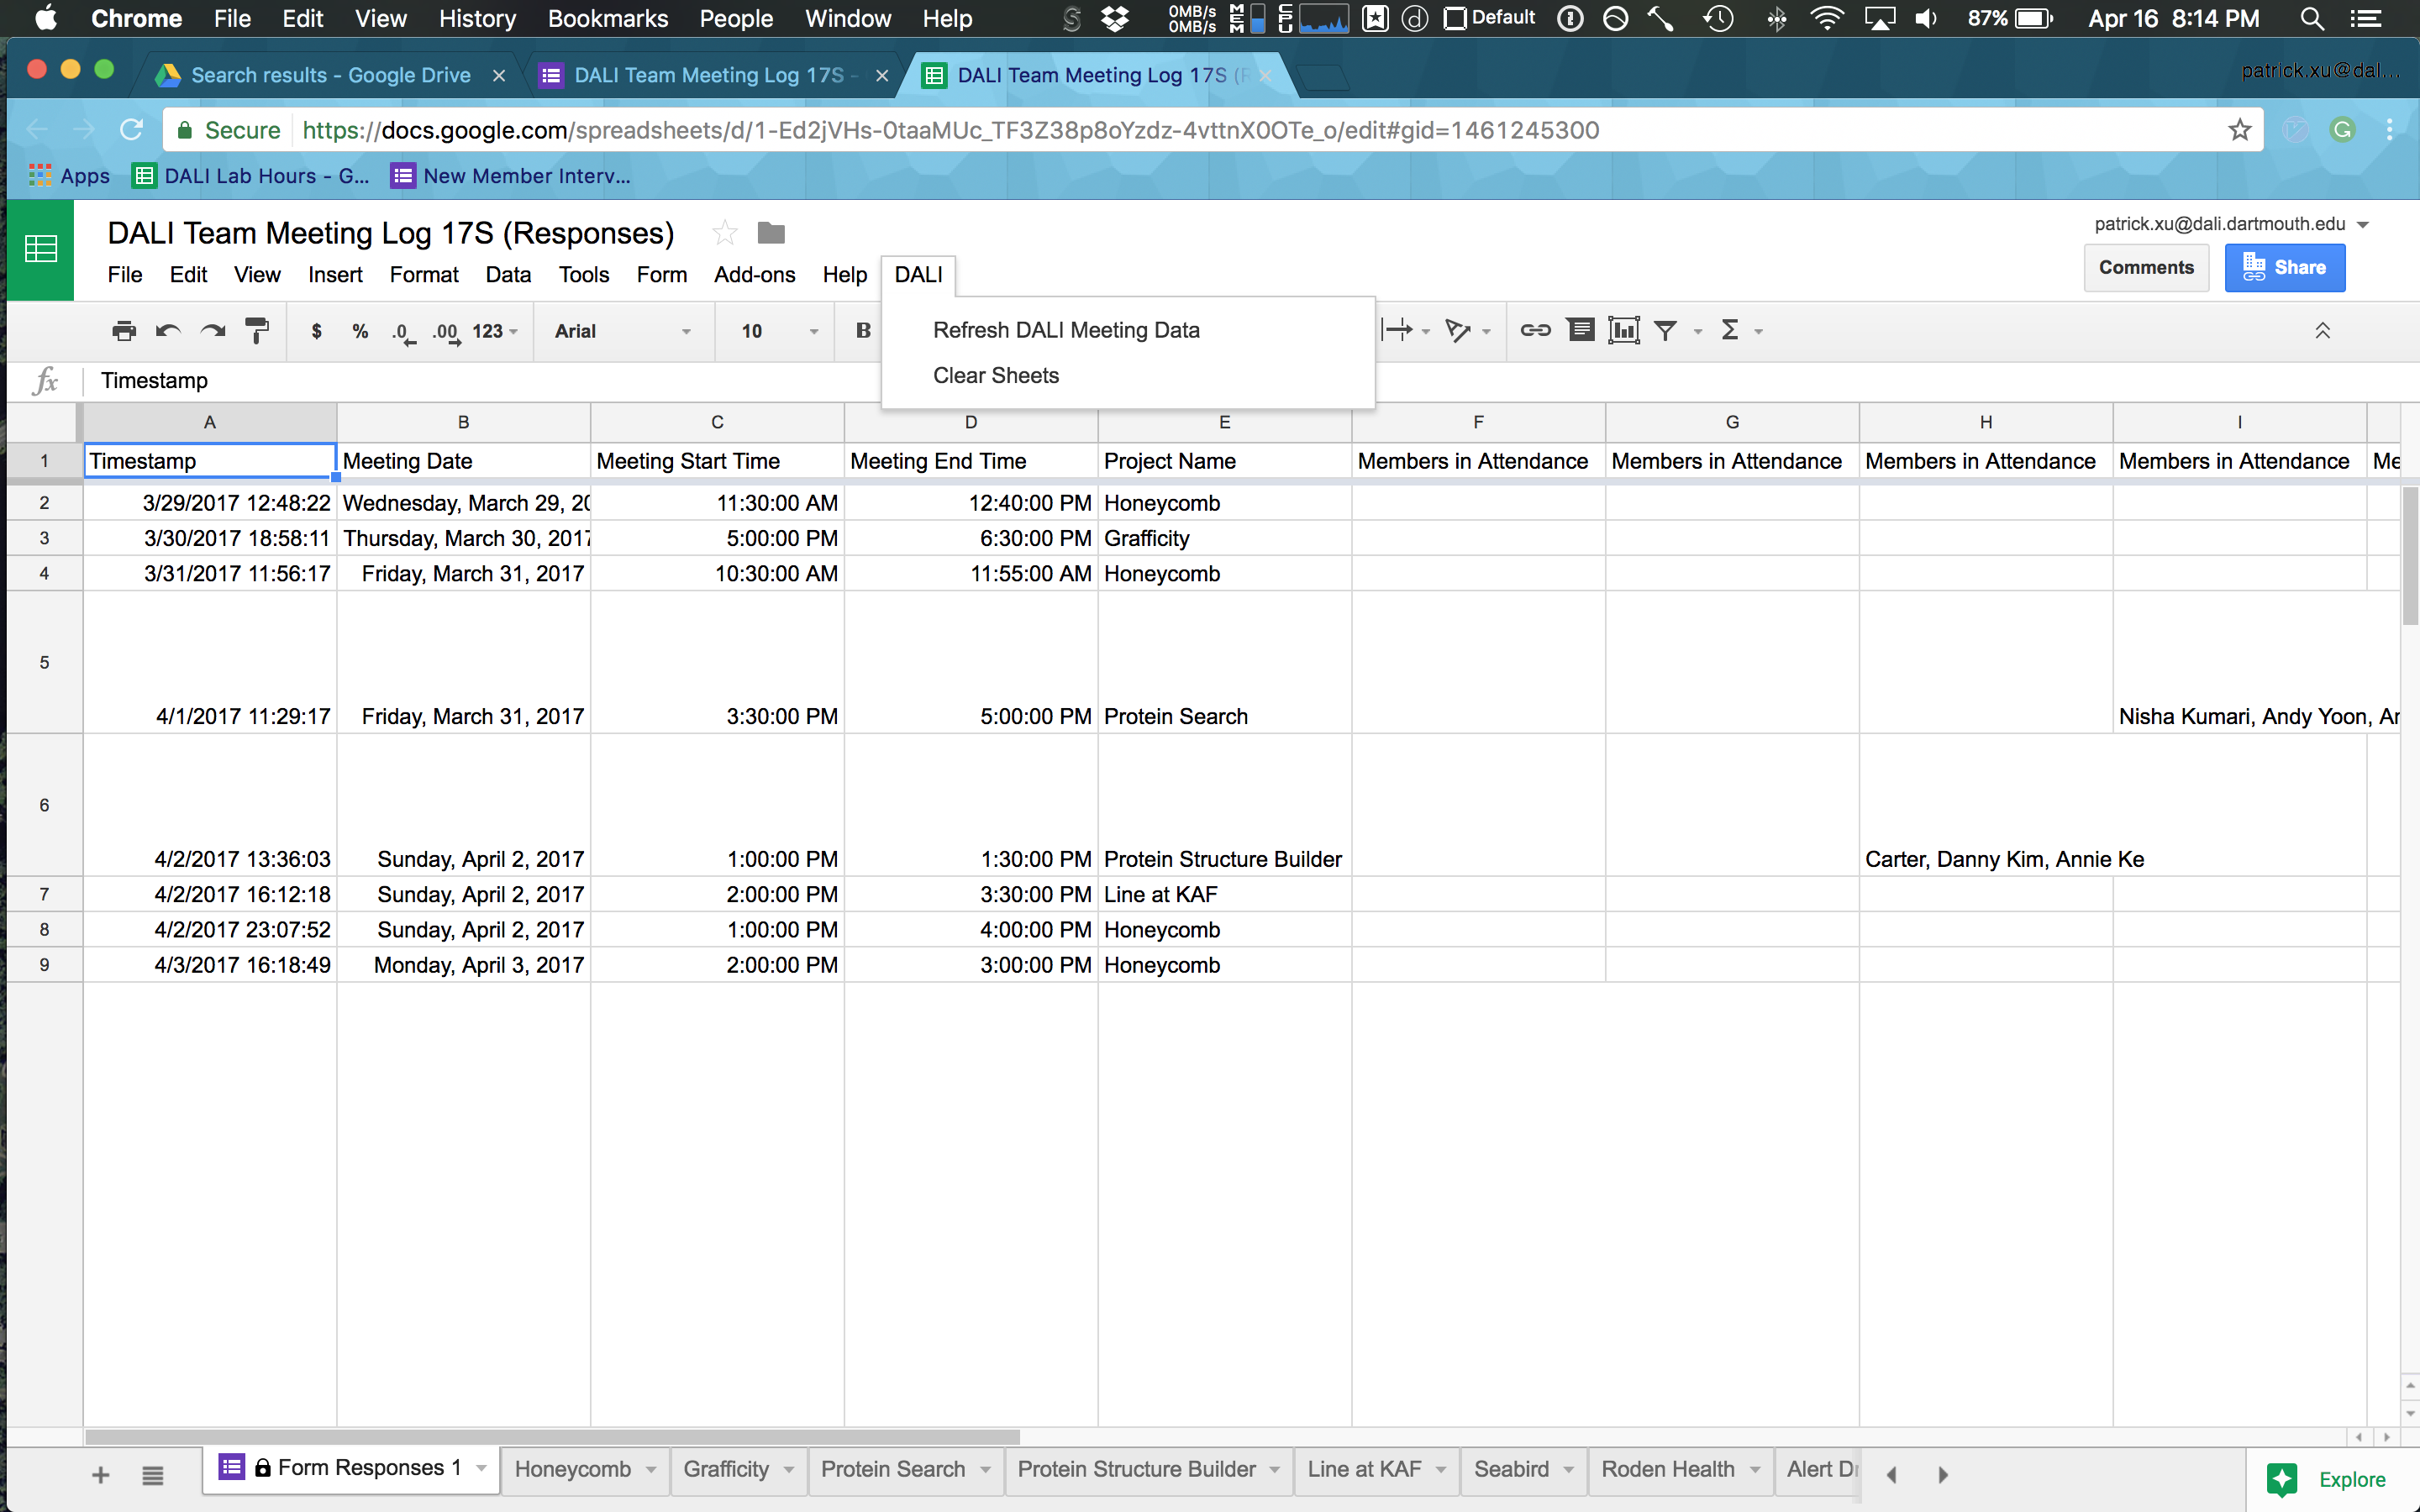 Chrome File Edit View History Bookmarks People Window Help 0MB/s 0MB/s MEM CPU Default 87% Apr 16 8:14 PM
Search results - Google Drive DALI Team Meeting Log 17S - DALI Team Meeting Log 17S (R patrick.xu@dal...
Secure https://docs.google.com/spreadsheets/d/1-Ed2jVHs-0taaMUc_TF3Z38p8oYzdz-4vttnX0OTe_o/edit#gid=1461245300
Apps DALI Lab Hours - G... New Member Interv...
DALI Team Meeting Log 17S (Responses) patrick.xu@dali.dartmouth.edu
File Edit View Insert Format Data Tools Form Add-ons Help DALI Comments Share
$ % .0 .00 123 Arial 10 B
Refresh DALI Meeting Data
Clear Sheets
fx Timestamp
A B C D E F G H I
1 Timestamp Meeting Date Meeting Start Time Meeting End Time Project Name Members in Attendance Members in Attendance Members in Attendance Members in Attendance Me
2 3/29/2017 12:48:22 Wednesday, March 29, 20 11:30:00 AM 12:40:00 PM Honeycomb
3 3/30/2017 18:58:11 Thursday, March 30, 2017 5:00:00 PM 6:30:00 PM Grafficity
4 3/31/2017 11:56:17 Friday, March 31, 2017 10:30:00 AM 11:55:00 AM Honeycomb
5 4/1/2017 11:29:17 Friday, March 31, 2017 3:30:00 PM 5:00:00 PM Protein Search Nisha Kumari, Andy Yoon, Ar
6 4/2/2017 13:36:03 Sunday, April 2, 2017 1:00:00 PM 1:30:00 PM Protein Structure Builder Carter, Danny Kim, Annie Ke
7 4/2/2017 16:12:18 Sunday, April 2, 2017 2:00:00 PM 3:30:00 PM Line at KAF
8 4/2/2017 23:07:52 Sunday, April 2, 2017 1:00:00 PM 4:00:00 PM Honeycomb
9 4/3/2017 16:18:49 Monday, April 3, 2017 2:00:00 PM 3:00:00 PM Honeycomb
Form Responses 1 Honeycomb Grafficity Protein Search Protein Structure Builder Line at KAF Seabird Roden Health Alert Dr Explore